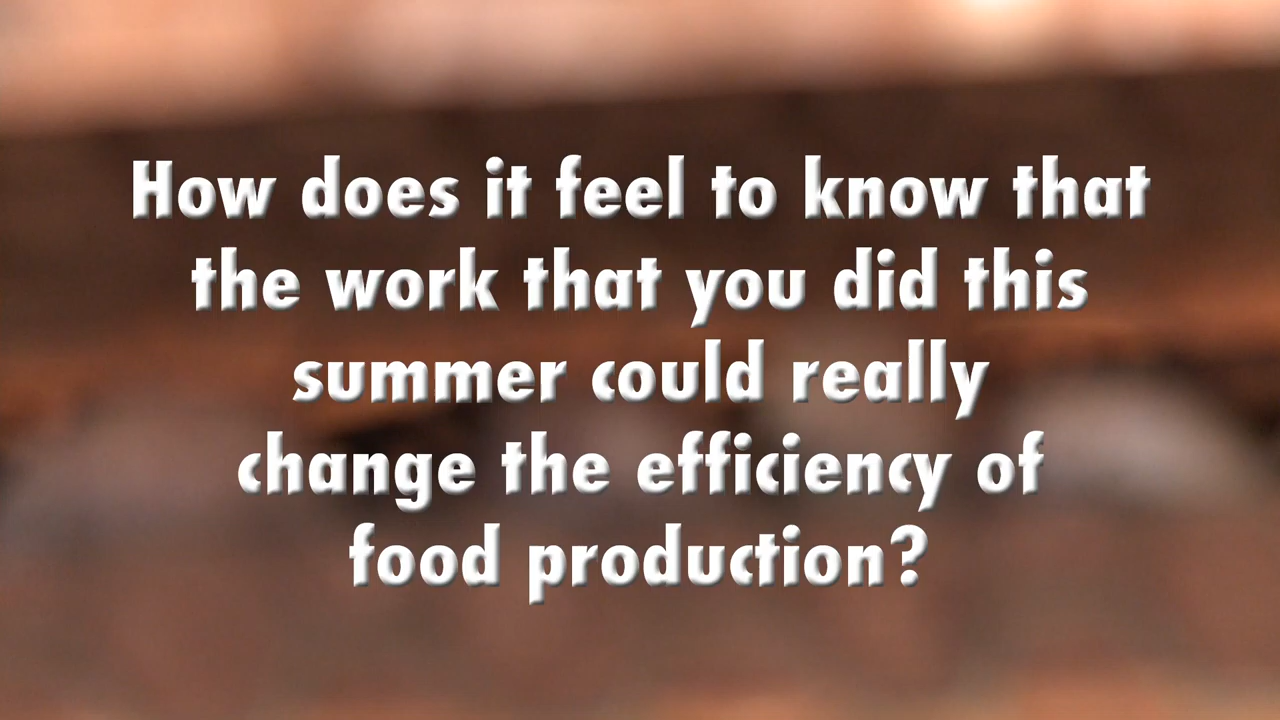 How does it feel to know that
the work that you did this
summer could really
change the efficiency of
food production?